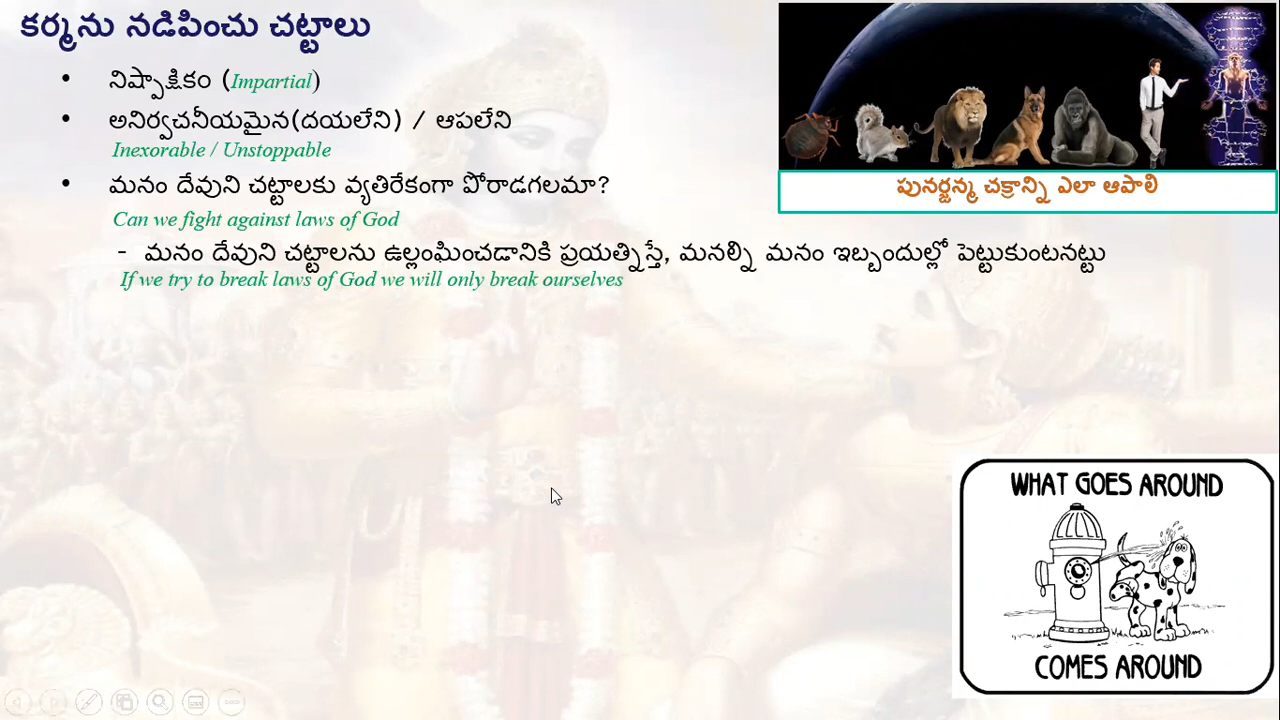 కర్మను నడిపించు చట్టాలు
• నిష్పాక్షికం (Impartial)
• అనిర్వచనీయమైన(దయలేని) / ఆపలేని
Inexorable / Unstoppable
• మనం దేవుని చట్టాలకు వ్యతిరేకంగా పోరాడగలమా?
Can we fight against laws of God
- మనం దేవుని చట్టాలను ఉల్లంఘించడానికి ప్రయత్నిస్తే, మనల్ని మనం ఇబ్బందుల్లో పెట్టుకుంటనట్టు
If we try to break laws of God we will only break ourselves
పునర్జన్మ చక్రాన్ని ఎలా ఆపాలి
WHAT GOES AROUND
COMES AROUND